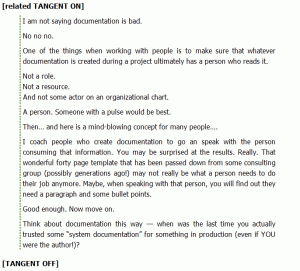 [related TANGENT ON]
I am not saying documentation is bad.
No no no.
One of the things when working with people is to make sure that whatever
documentation is created during a project ultimately has a person who reads it.
Not a role.
Not a resource.
And not some actor on an organizational chart.
A person. Someone with a pulse would be best.
Then... and here is a mind-blowing concept for many people....
I coach people who create documentation to go an speak with the person
consuming that information. You may be surprised at the results. Really. That
wonderful forty page template that has been passed down from some consulting
group (possibly generations ago!) may not really be what a person needs to do
their job anymore. Maybe, when speaking with that person, you will find out they
need a paragraph and some bullet points.
Good enough. Now move on.
Think about documentation this way — when was the last time you actually
trusted some "system documentation" for something in production (even if YOU
were the author!)?
[TANGENT OFF]